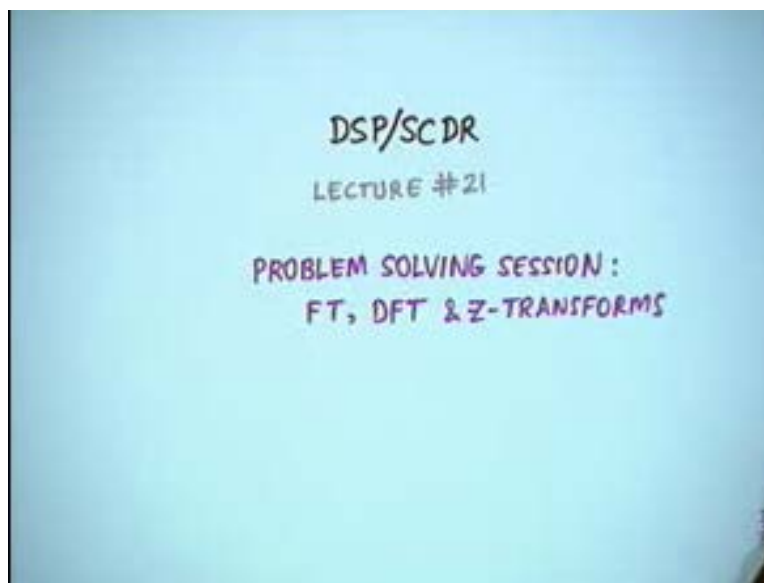 DSP/SCDR
LECTURE #21
PROBLEM SOLVING SESSION:
FT, DFT & Z-TRANSFORMS